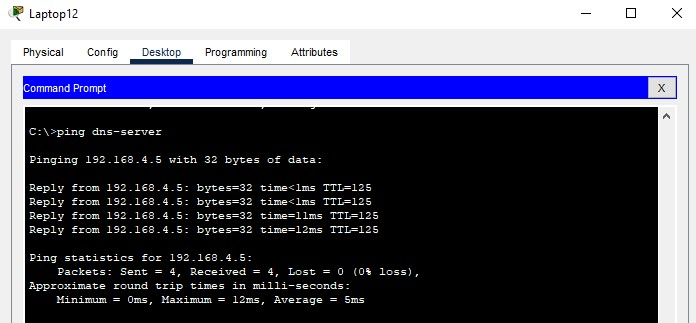 Laptop12
Physical Config Desktop Programming Attributes
Command Prompt X
C:\>ping dns-server
Pinging 192.168.4.5 with 32 bytes of data:
Reply from 192.168.4.5: bytes=32 time<1ms TTL=125
Reply from 192.168.4.5: bytes=32 time<1ms TTL=125
Reply from 192.168.4.5: bytes=32 time=11ms TTL=125
Reply from 192.168.4.5: bytes=32 time=12ms TTL=125
Ping statistics for 192.168.4.5:
Packets: Sent = 4, Received = 4, Lost = 0 (0% loss),
Approximate round trip times in milli-seconds:
Minimum = 0ms, Maximum = 12ms, Average = 5ms